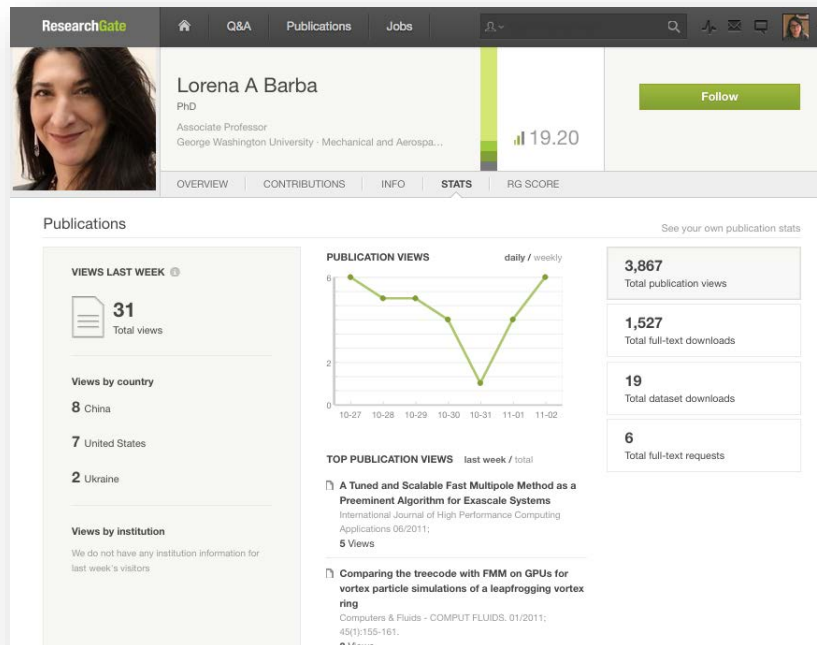 ResearchGate
Q&A
Publications
Jobs
Lorena A Barba
PhD
Associate Professor
George Washington University · Mechanical and Aerospa...
19.20
Follow
OVERVIEW
CONTRIBUTIONS
INFO
STATS
RG SCORE
Publications
See your own publication stats
VIEWS LAST WEEK
31
Total views
Views by country
8 China
7 United States
2 Ukraine
Views by institution
We do not have any institution information for
last week's visitors
PUBLICATION VIEWS
daily / weekly
6
2
0
10-27 10-28 10-29 10-30 10-31 11-01 11-02
TOP PUBLICATION VIEWS last week / total
A Tuned and Scalable Fast Multipole Method as a
Preeminent Algorithm for Exascale Systems
International Journal of High Performance Computing
Applications 06/2011;
5 Views
Comparing the treecode with FMM on GPUs for
vortex particle simulations of a leapfrogging vortex
ring
Computers & Fluids - COMPUT FLUIDS. 01/2011;
45(1):155-161.
3,867
Total publication views
1,527
Total full-text downloads
19
Total dataset downloads
6
Total full-text requests